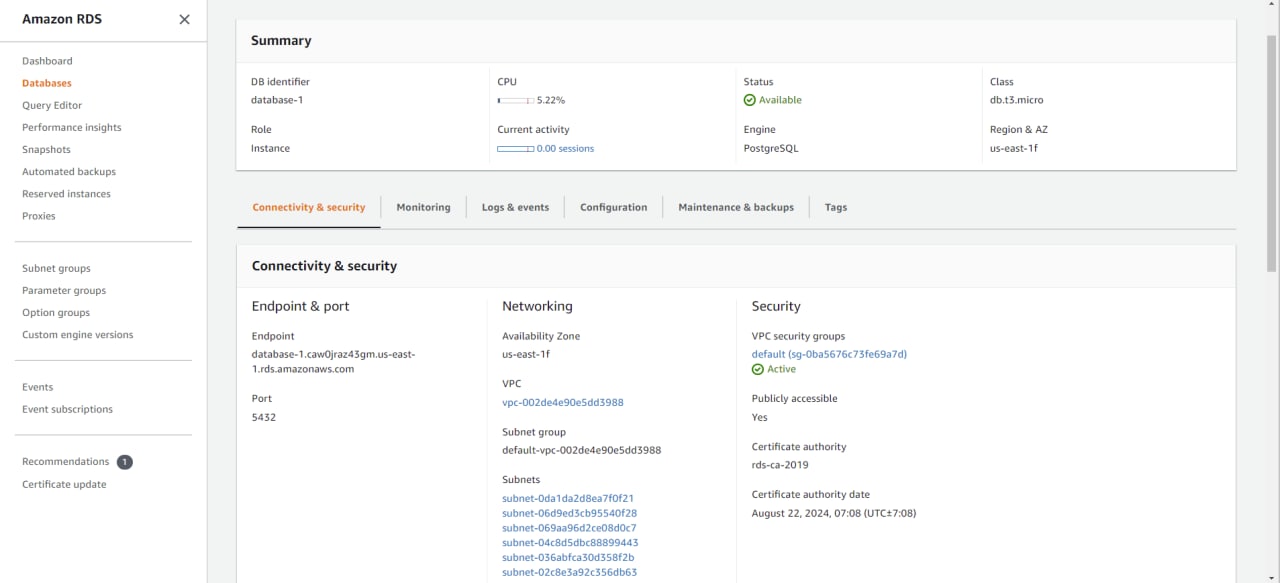 Amazon RDS
Dashboard
Databases
Query Editor
Performance insights
Snapshots
Automated backups
Reserved instances
Proxies
Subnet groups
Parameter groups
Option groups
Custom engine versions
Events
Event subscriptions
Recommendations 1
Certificate update
Summary
DB identifier
database-1
CPU
5.22%
Status
Available
Class
db.t3.micro
Role
Instance
Current activity
0.00 sessions
Engine
PostgreSQL
Region & AZ
us-east-1f
Connectivity & security
Monitoring
Logs & events
Configuration
Maintenance & backups
Tags
Connectivity & security
Endpoint & port
Endpoint
database-1.caw0jraz43gm.us-east-
1.rds.amazonaws.com
Port
5432
Networking
Availability Zone
us-east-1f
VPC
vpc-002de4e90e5dd3988
Subnet group
default-vpc-002de4e90e5dd3988
Subnets
subnet-0da1da2d8ea7f0f21
subnet-06d9ed3cb95540f28
subnet-069aa96d2ce08d0c7
subnet-04c8d5dbc88899443
subnet-036abfca30d358f2b
subnet-02c8e3a92c356db63
Security
VPC security groups
default (sg-0ba5676c73fe69a7d)
Active
Publicly accessible
Yes
Certificate authority
rds-ca-2019
Certificate authority date
August 22, 2024, 07:08 (UTC±7:08)